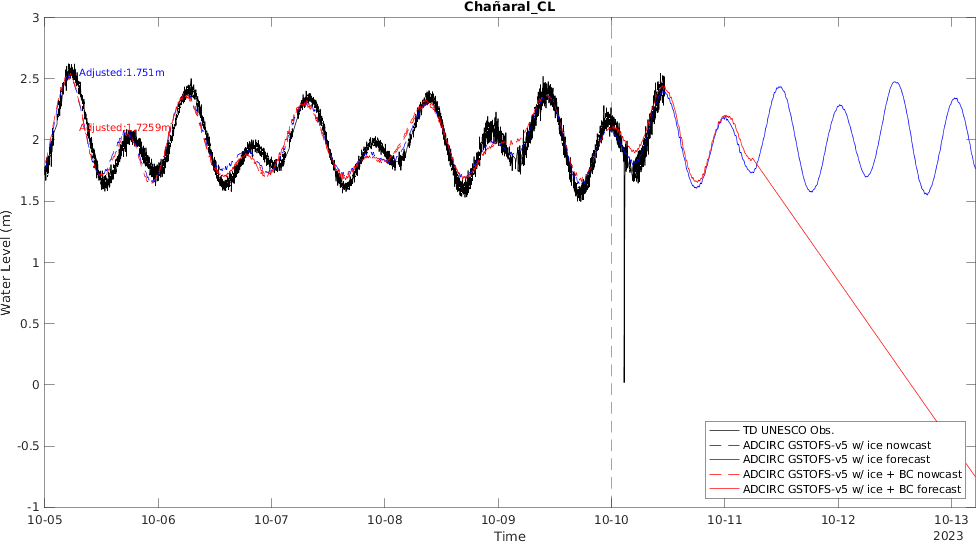 Chañaral_CL
3
2.5
2
1.5
1
0.5
0
-0.5
-1
Water Level (m)
Adjusted:1.751m
Adjusted:1.7259m
10-05
10-06
10-07
10-08
10-09
10-10
10-11
10-12
10-13
2023
Time
TD UNESCO Obs.
ADCIRC GSTOFS-v5 w/ ice nowcast
ADCIRC GSTOFS-v5 w/ ice forecast
ADCIRC GSTOFS-v5 w/ ice + BC nowcast
ADCIRC GSTOFS-v5 w/ ice + BC forecast